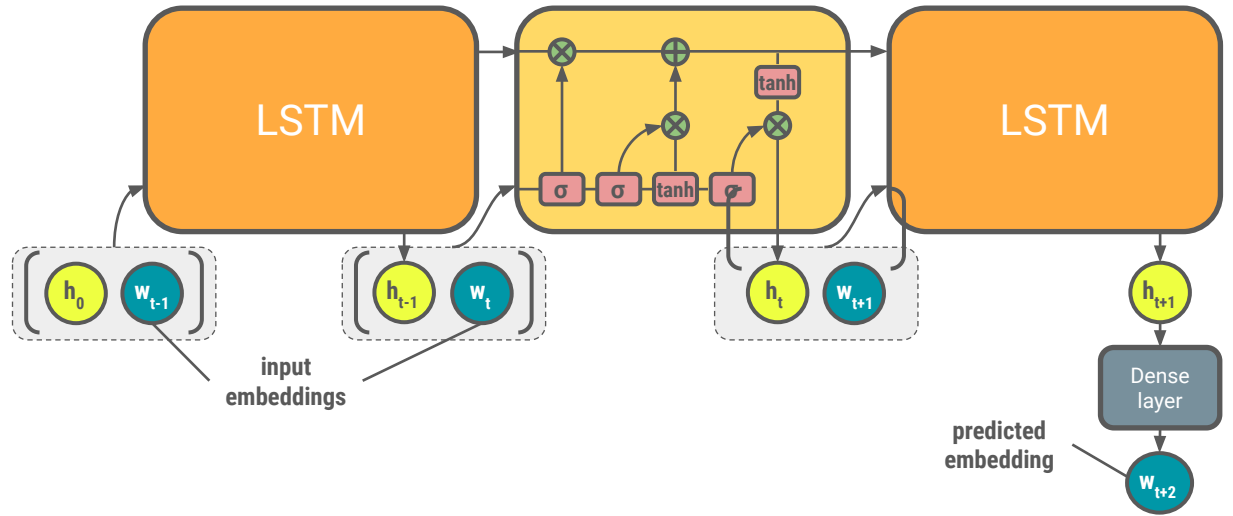 LSTM
LSTM
tanh
σ
σ
tanh
σ
h0
wt-1
ht-1
wt
ht
wt+1
ht+1
input
embeddings
Dense
layer
predicted
embedding
wt+2